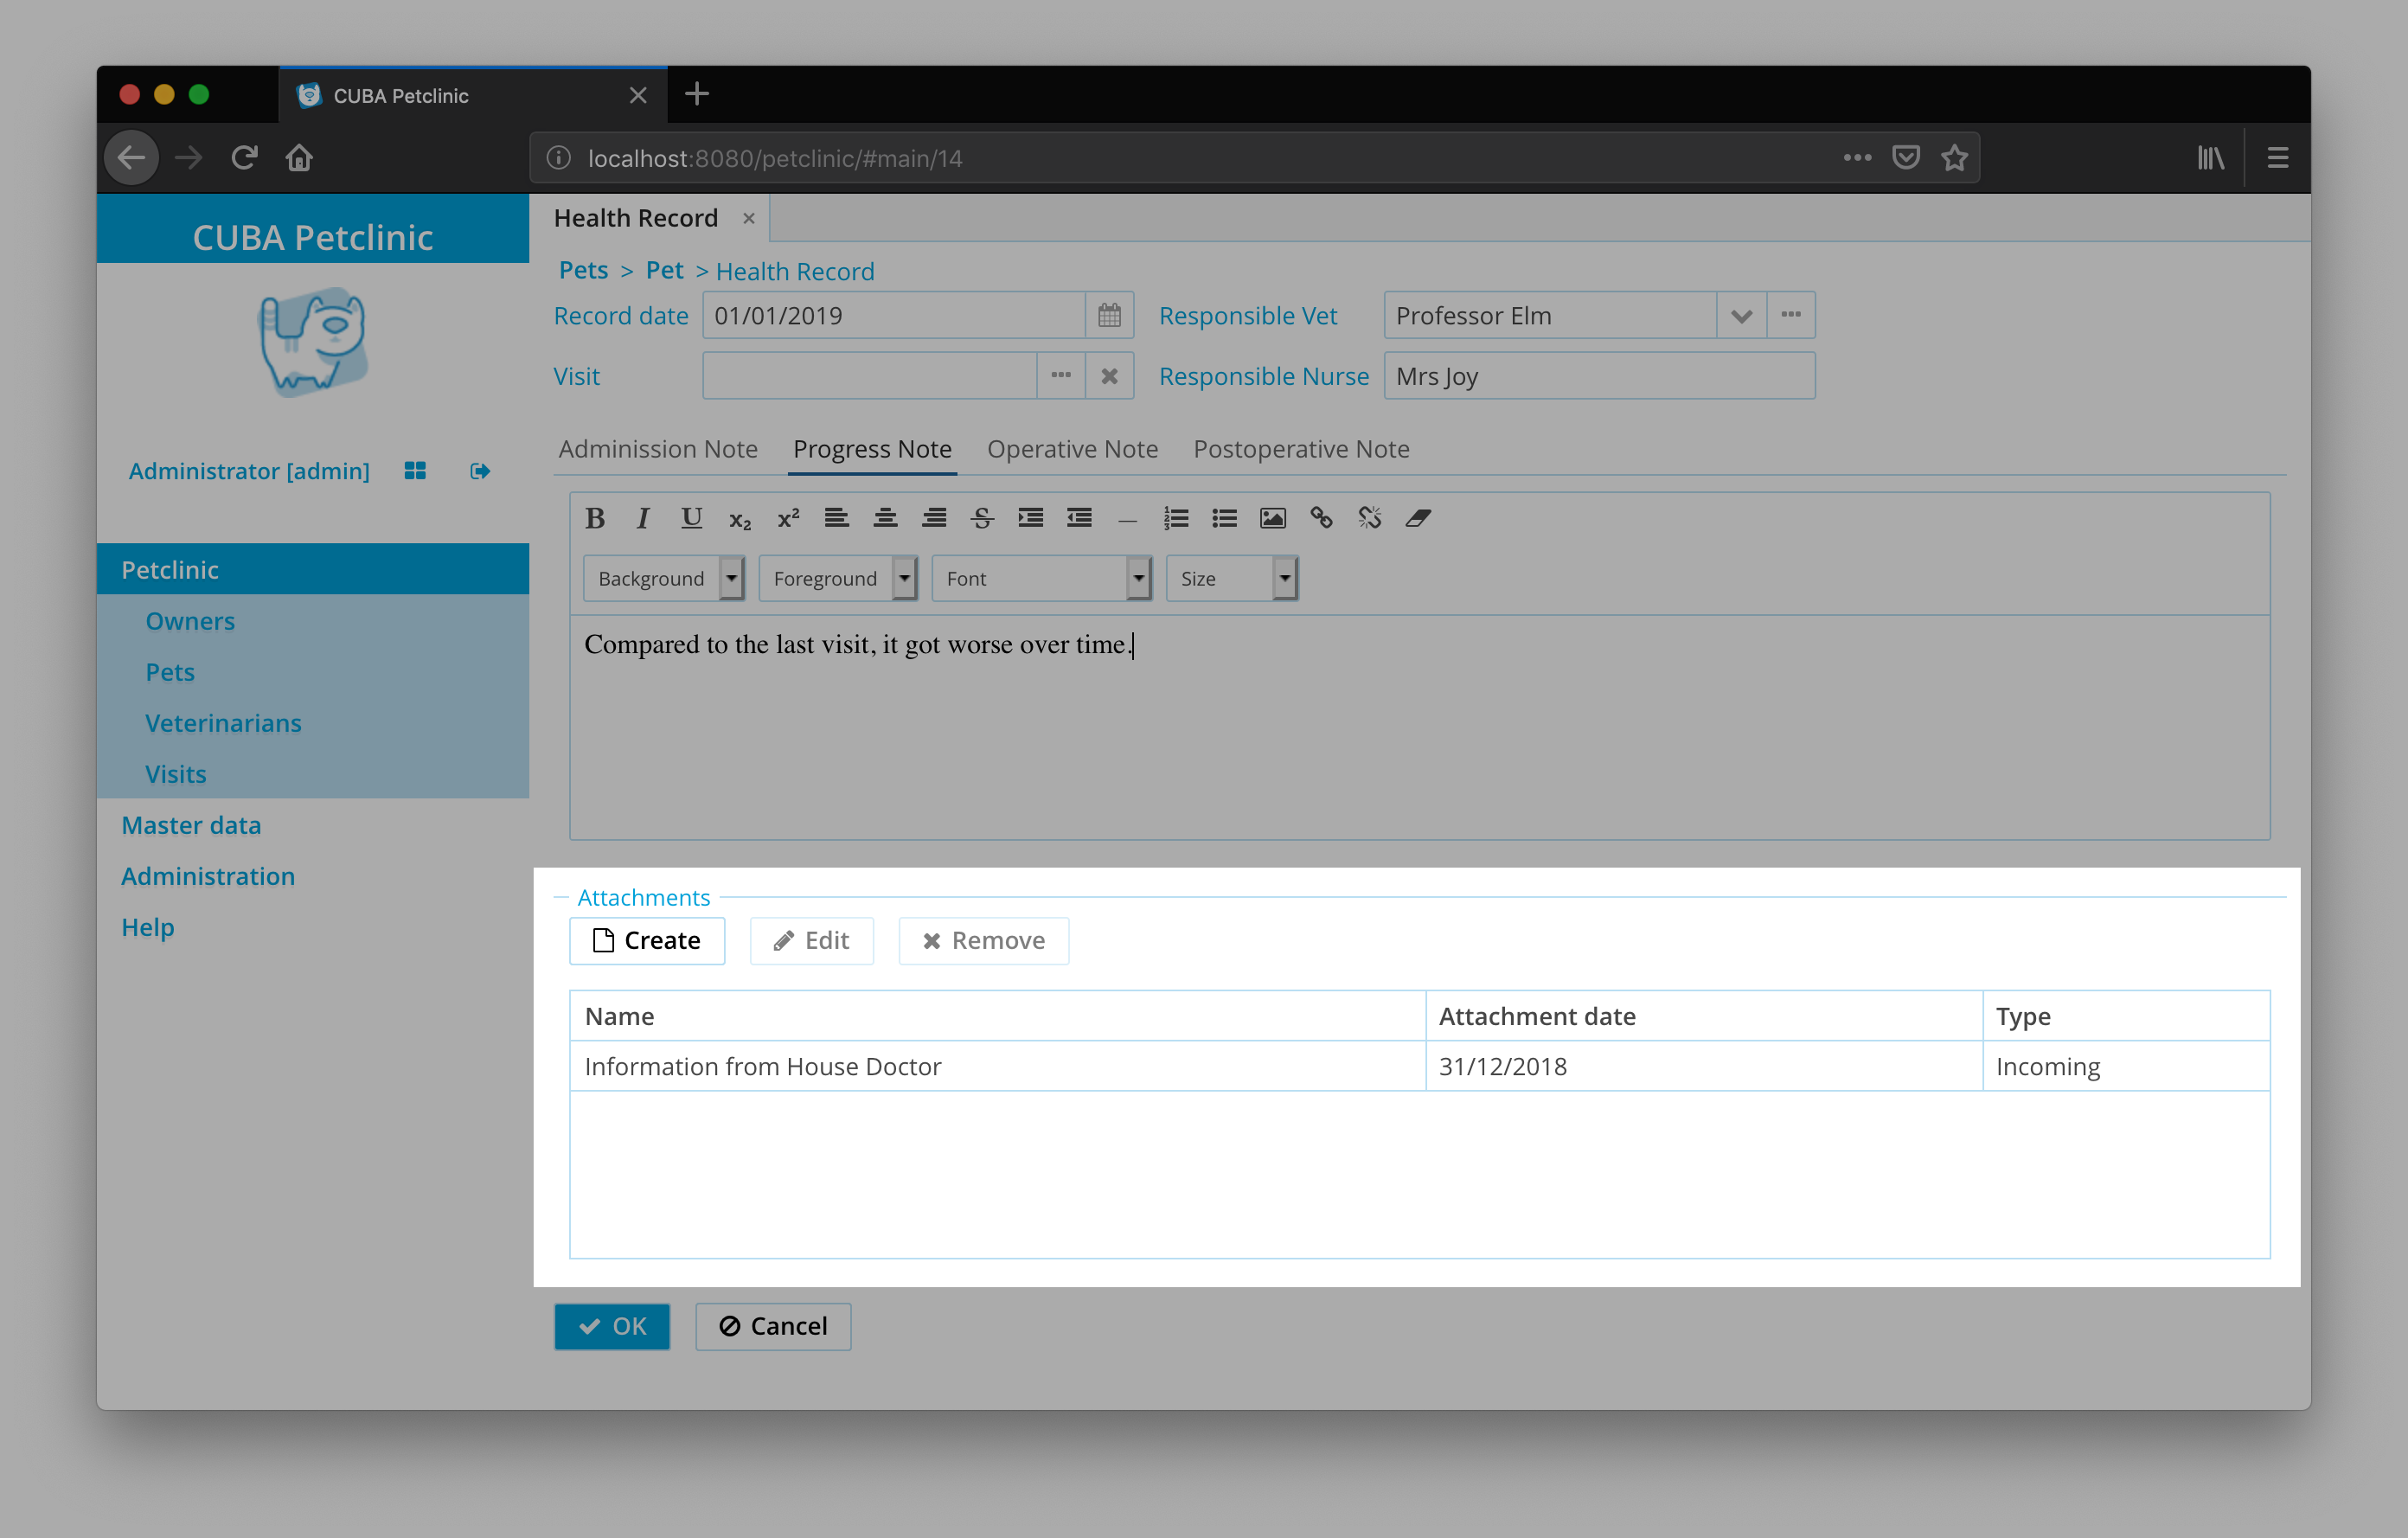 CUBA Petclinic
localhost:8080/petclinic/#main/14
CUBA Petclinic
Administrator [admin]
Petclinic
Owners
Pets
Veterinarians
Visits
Master data
Administration
Help
Health Record
Pets > Pet > Health Record
Record date 01/01/2019 Responsible Vet Professor Elm
Visit Responsible Nurse Mrs Joy
Adminission Note Progress Note Operative Note Postoperative Note
B I U x₂ x² S
Background Foreground Font Size
Compared to the last visit, it got worse over time.
Attachments
Create Edit Remove
Name Attachment date Type
Information from House Doctor 31/12/2018 Incoming
OK Cancel